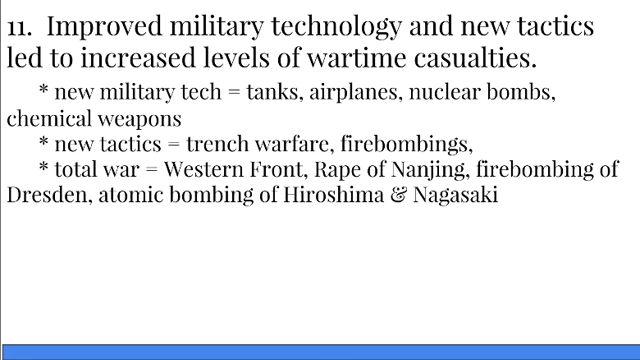 11. Improved military technology and new tactics
led to increased levels of wartime casualties.
* new military tech = tanks, airplanes, nuclear bombs,
chemical weapons
* new tactics = trench warfare, firebombings,
* total war = Western Front, Rape of Nanjing, firebombing of
Dresden, atomic bombing of Hiroshima & Nagasaki